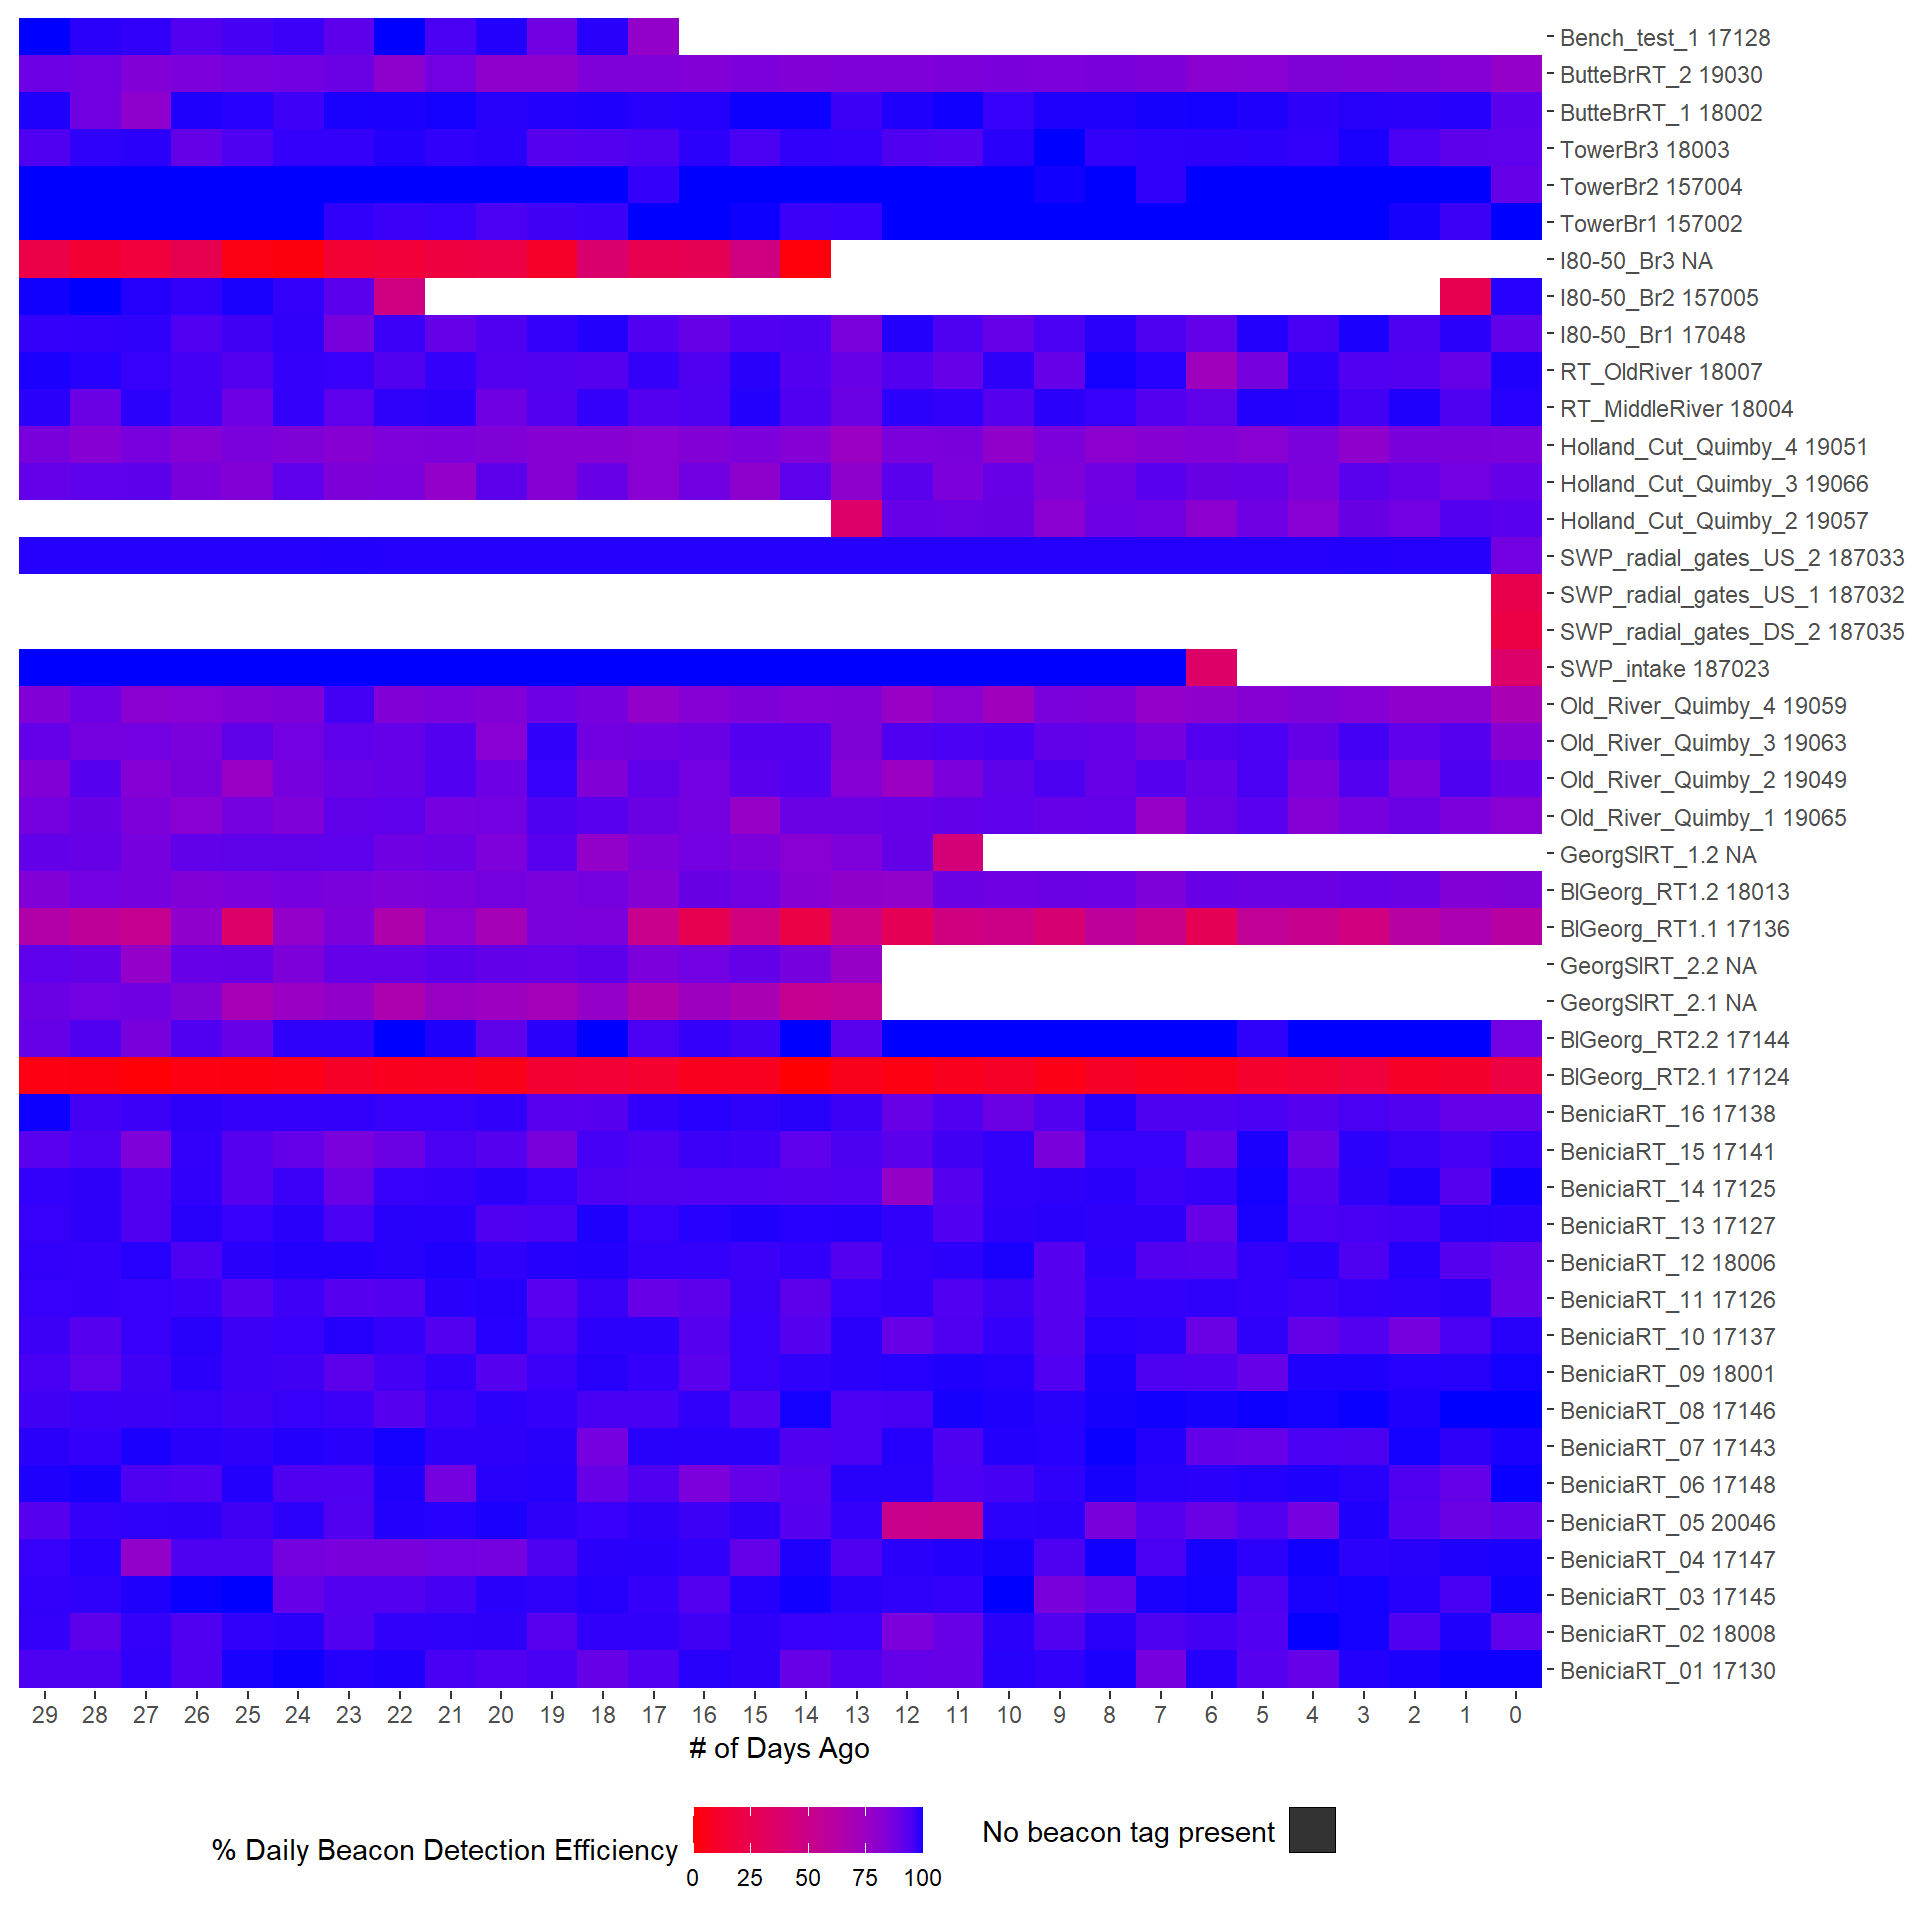 Bench_test_1 17128
ButteBrRT_2 19030
ButteBrRT_1 18002
TowerBr3 18003
TowerBr2 157004
TowerBr1 157002
I80-50_Br3 NA
I80-50_Br2 157005
I80-50_Br1 17048
RT_OldRiver 18007
RT_MiddleRiver 18004
Holland_Cut_Quimby_4 19051
Holland_Cut_Quimby_3 19066
Holland_Cut_Quimby_2 19057
SWP_radial_gates_US_2 187033
SWP_radial_gates_US_1 187032
SWP_radial_gates_DS_2 187035
SWP_intake 187023
Old_River_Quimby_4 19059
Old_River_Quimby_3 19063
Old_River_Quimby_2 19049
Old_River_Quimby_1 19065
GeorgSlRT_1.2 NA
BlGeorg_RT1.2 18013
BlGeorg_RT1.1 17136
GeorgSlRT_2.2 NA
GeorgSlRT_2.1 NA
BlGeorg_RT2.2 17144
BlGeorg_RT2.1 17124
BeniciaRT_16 17138
BeniciaRT_15 17141
BeniciaRT_14 17125
BeniciaRT_13 17127
BeniciaRT_12 18006
BeniciaRT_11 17126
BeniciaRT_10 17137
BeniciaRT_09 18001
BeniciaRT_08 17146
BeniciaRT_07 17143
BeniciaRT_06 17148
BeniciaRT_05 20046
BeniciaRT_04 17147
BeniciaRT_03 17145
BeniciaRT_02 18008
BeniciaRT_01 17130
29 28 27 26 25 24 23 22 21 20 19 18 17 16 15 14 13 12 11 10 9 8 7 6 5 4 3 2 1 0
# of Days Ago
% Daily Beacon Detection Efficiency
0 25 50 75 100
No beacon tag present